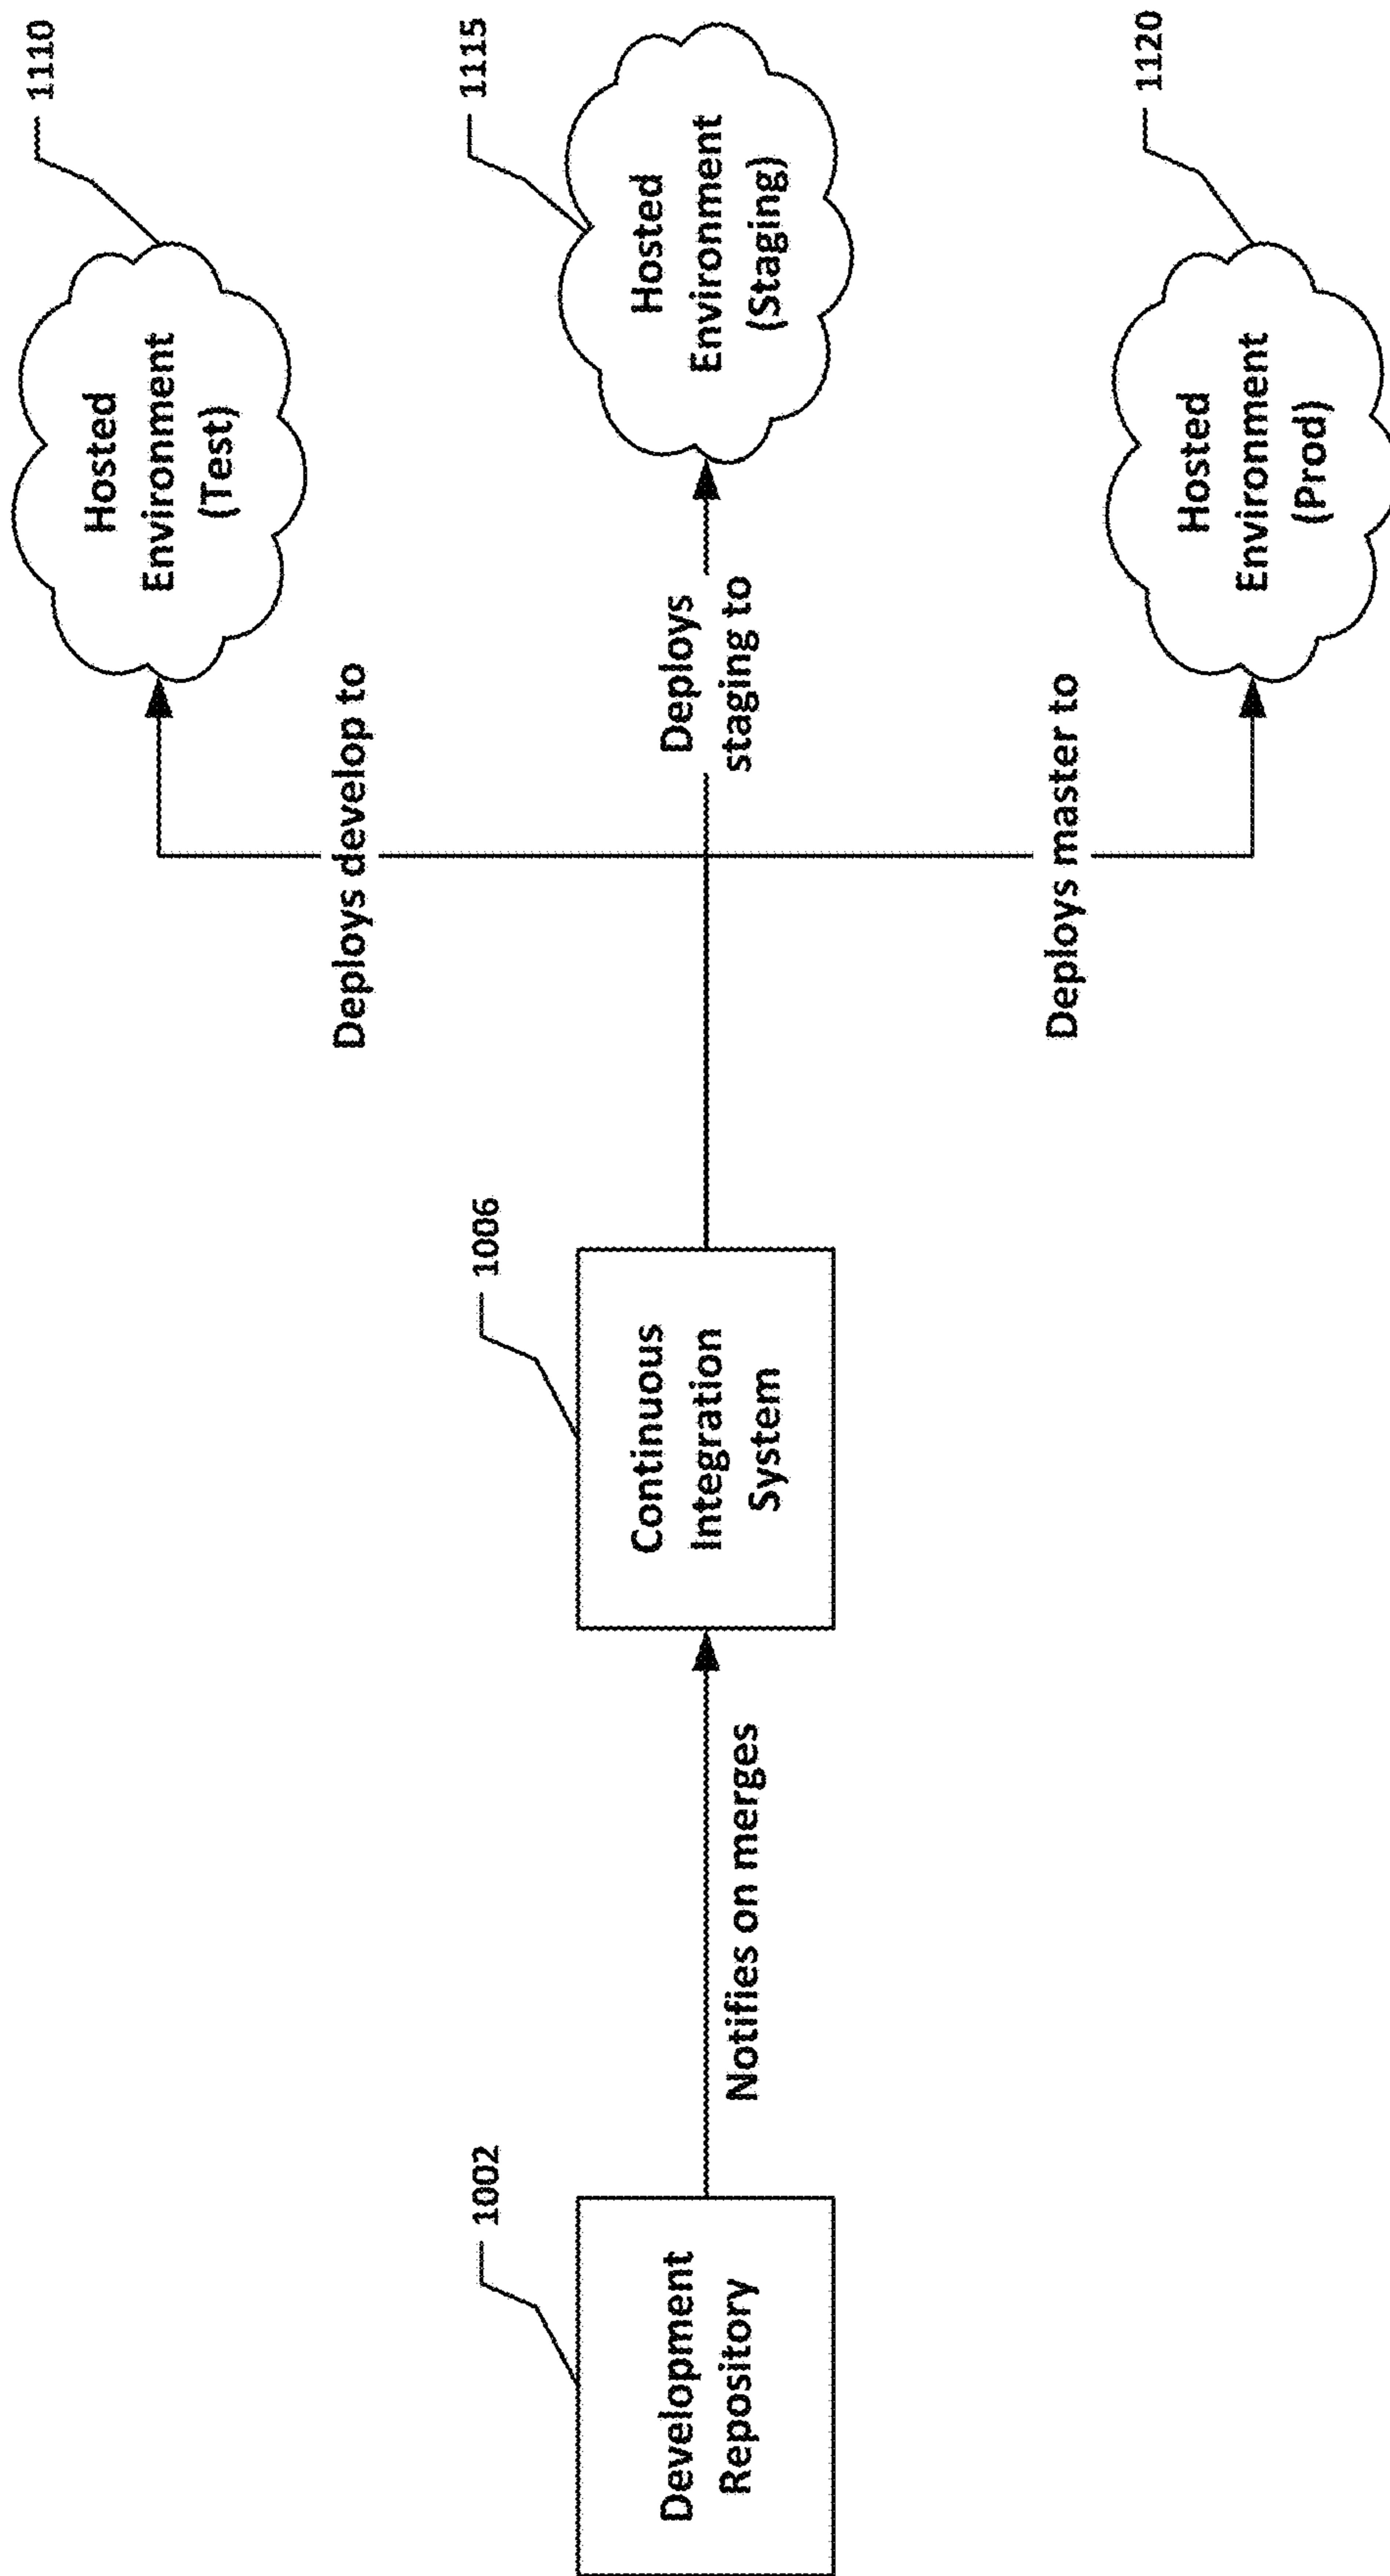 1002
Development
Repository
Notifies on merges
1006
Continuous
Integration
System
Deploys develop to
1110
Hosted
Environment
(Test)
Deploys
staging to
1115
Hosted
Environment
(Staging)
Deploys master to
1120
Hosted
Environment
(Prod)